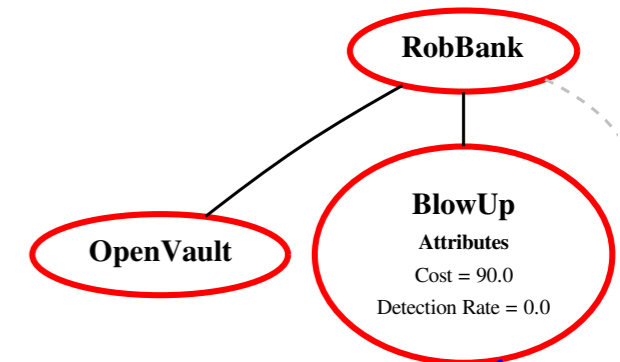 RobBank
OpenVault
BlowUp
Attributes
Cost = 90.0
Detection Rate = 0.0